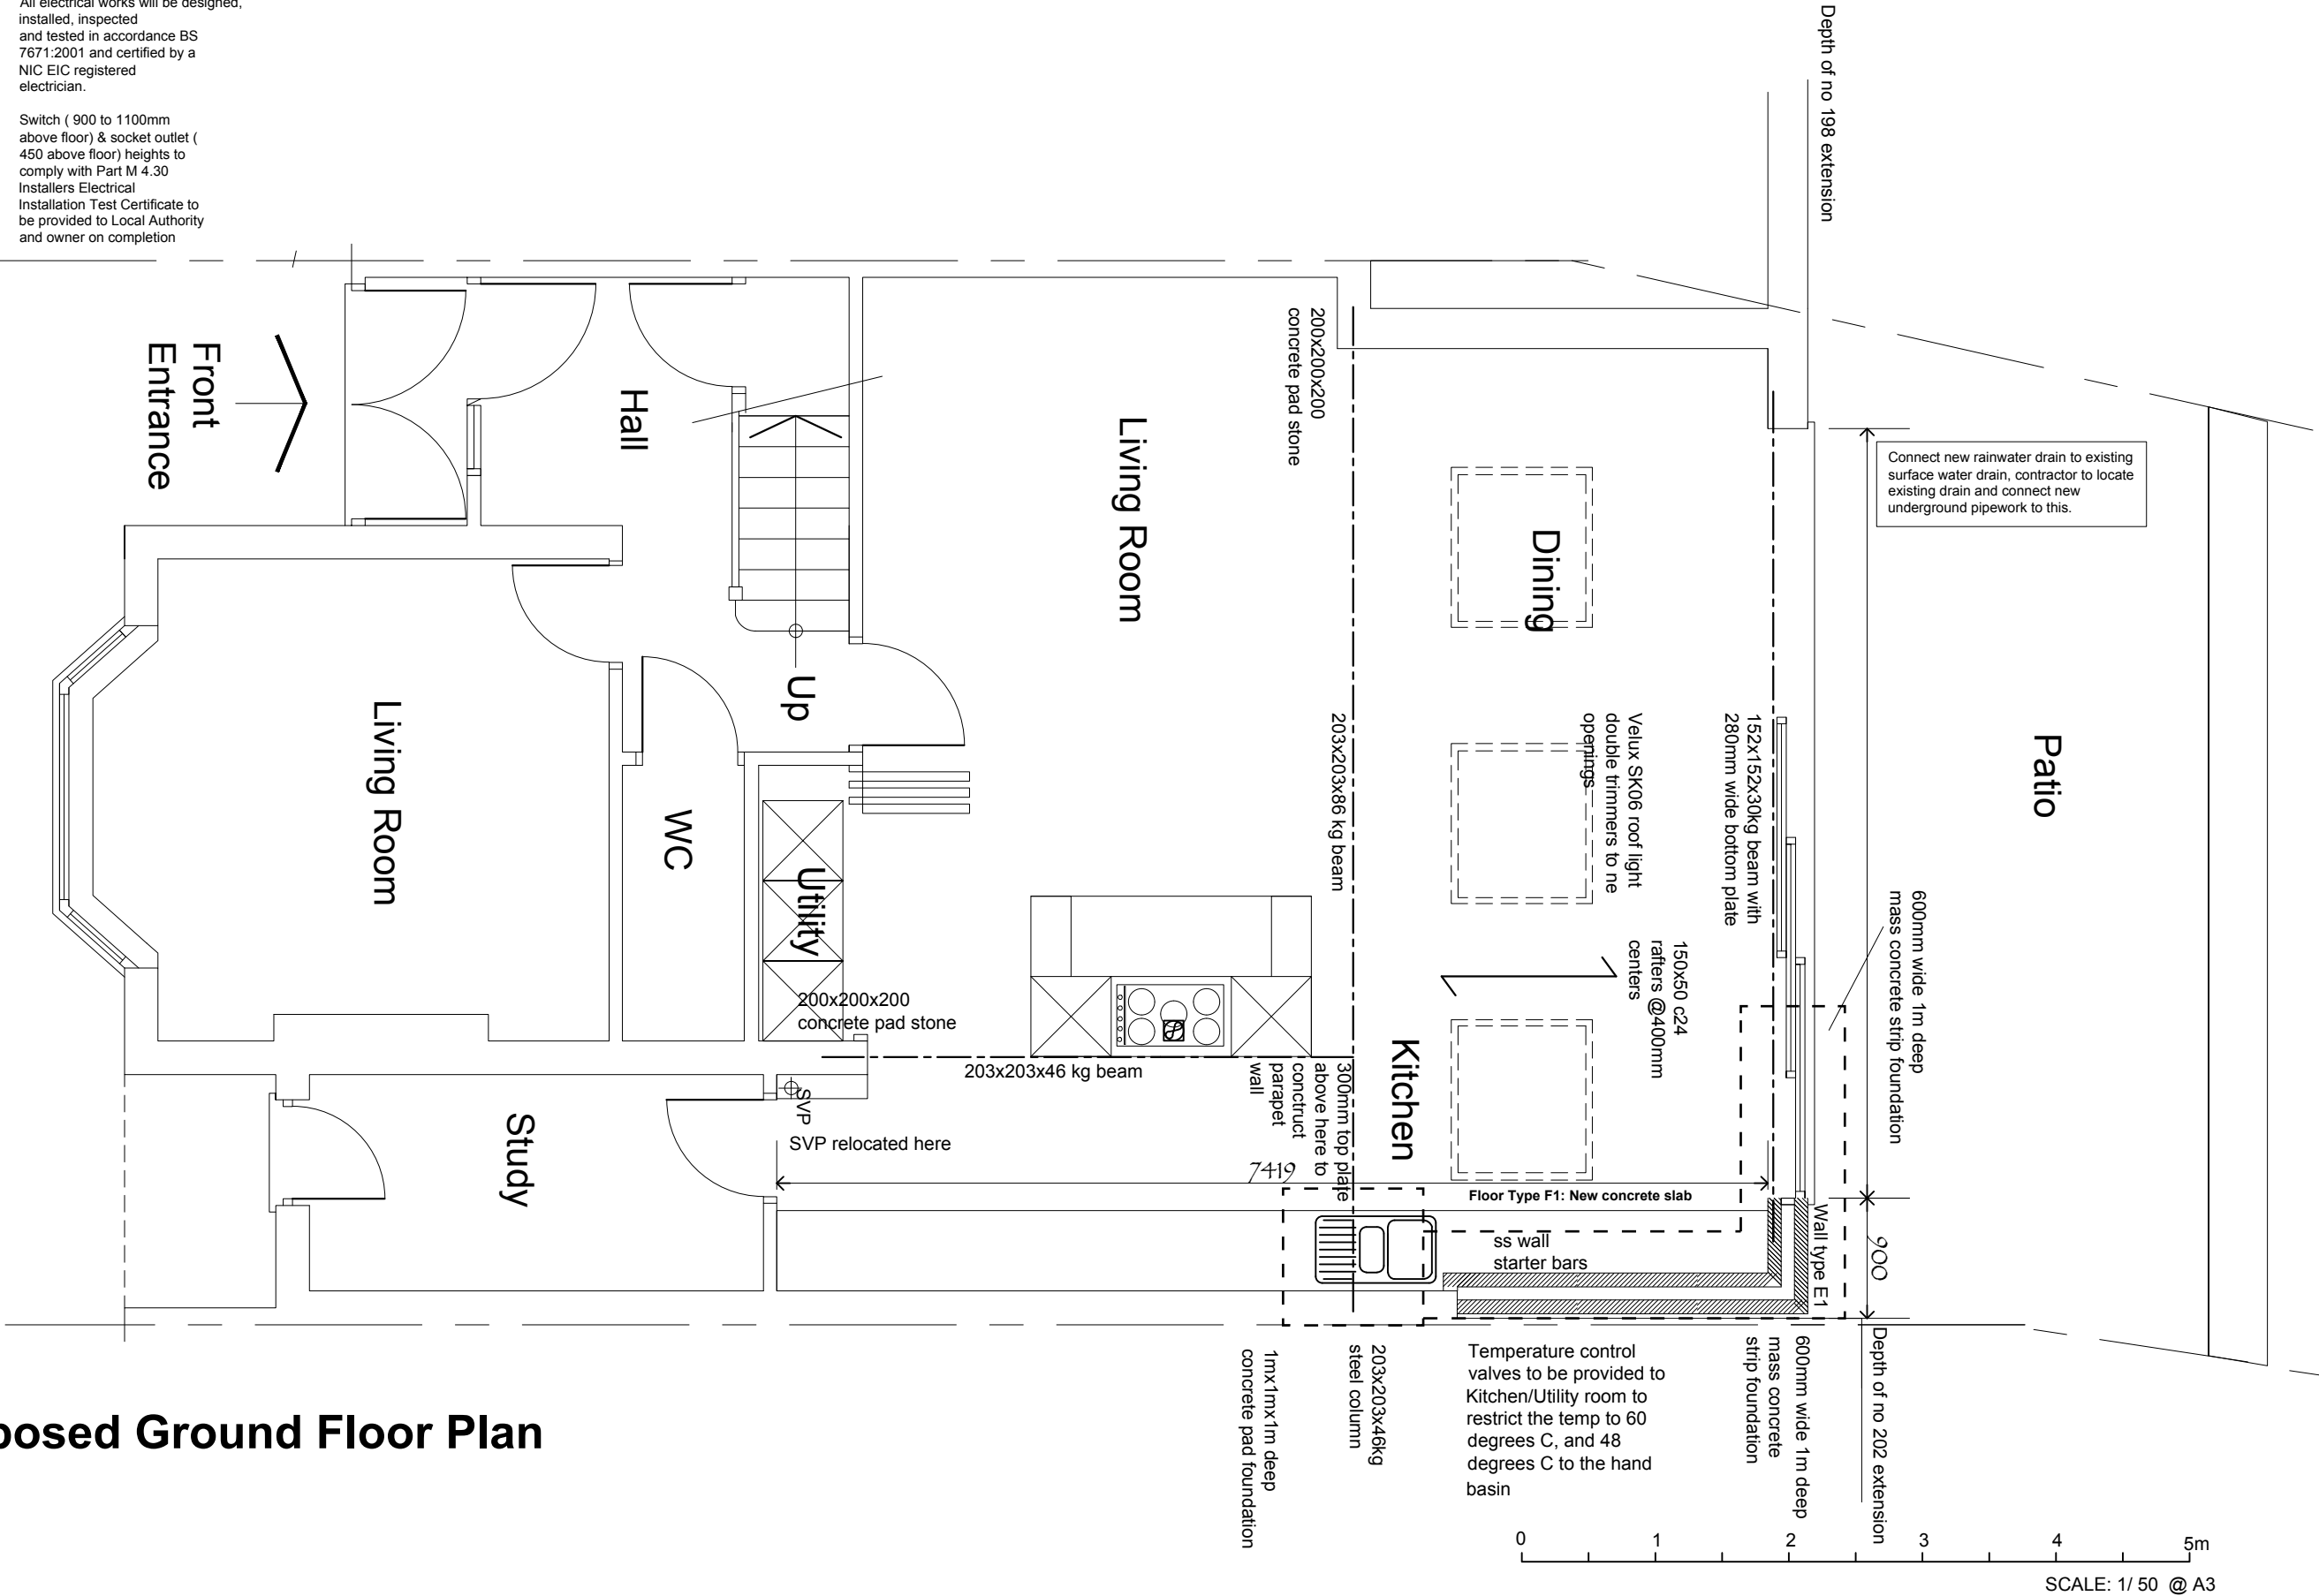 All electrical works will be designed,
installed, inspected
and tested in accordance BS
7671:2001 and certified by a
NIC EIC registered
electrician.
Switch ( 900 to 1100mm
above floor) & socket outlet (
450 above floor) heights to
comply with Part M 4.30
Installers Electrical
Installation Test Certificate to
be provided to Local Authority
and owner on completion
Depth of no 198 extension
Front
Entrance
Hall
Living Room
200x200x200
concrete pad stone
Dining
Connect new rainwater drain to existing
surface water drain, contractor to locate
existing drain and connect new
underground pipework to this.
Up
Living Room
WC
Utility
203x203x86 kg beam
Velux SK06 roof light
double trimmers to ne
openings
152x152x30kg beam with
280mm wide bottom plate
Patio
600mm wide 1m deep
mass concrete strip foundation
150x50 c24
rafters @400mm
centers
200x200x200
concrete pad stone
203x203x46 kg beam
Kitchen
300mm top plate
above here to
conctruct
parapet
wall
SVP
SVP relocated here
Study
7419
Floor Type F1: New concrete slab
ss wall
starter bars
Wall type E1
900
1mx1mx1m deep
concrete pad foundation
203x203x46kg
steel column
Temperature control
valves to be provided to
Kitchen/Utility room to
restrict the temp to 60
degrees C, and 48
degrees C to the hand
basin
600mm wide 1m deep
mass concrete
strip foundation
Depth of no 202 extension
posed Ground Floor Plan
0 1 2 3 4 5m
SCALE: 1/ 50 @ A3